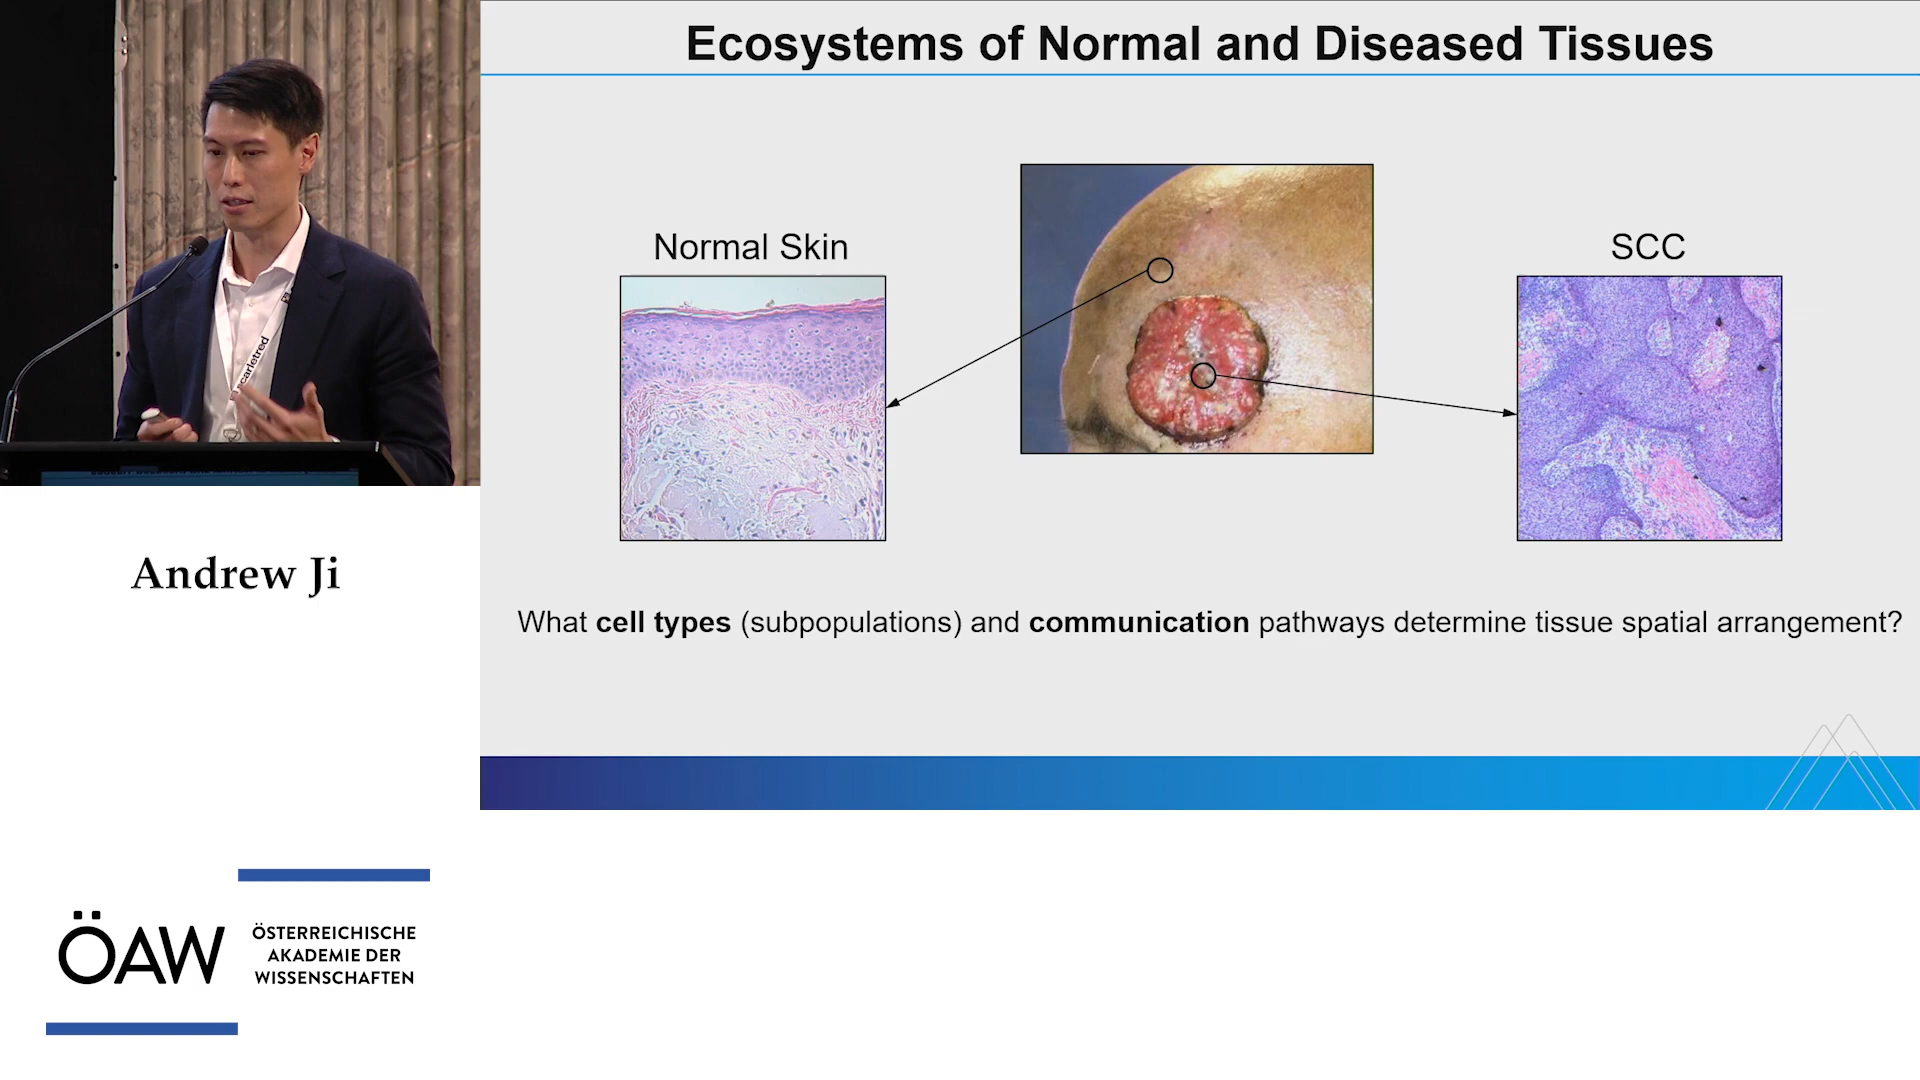 Ecosystems of Normal and Diseased Tissues
Normal Skin
SCC
What cell types (subpopulations) and communication pathways determine tissue spatial arrangement?
scarletred
Andrew Ji
ÖAW
ÖSTERREICHISCHE
AKADEMIE DER
WISSENSCHAFTEN